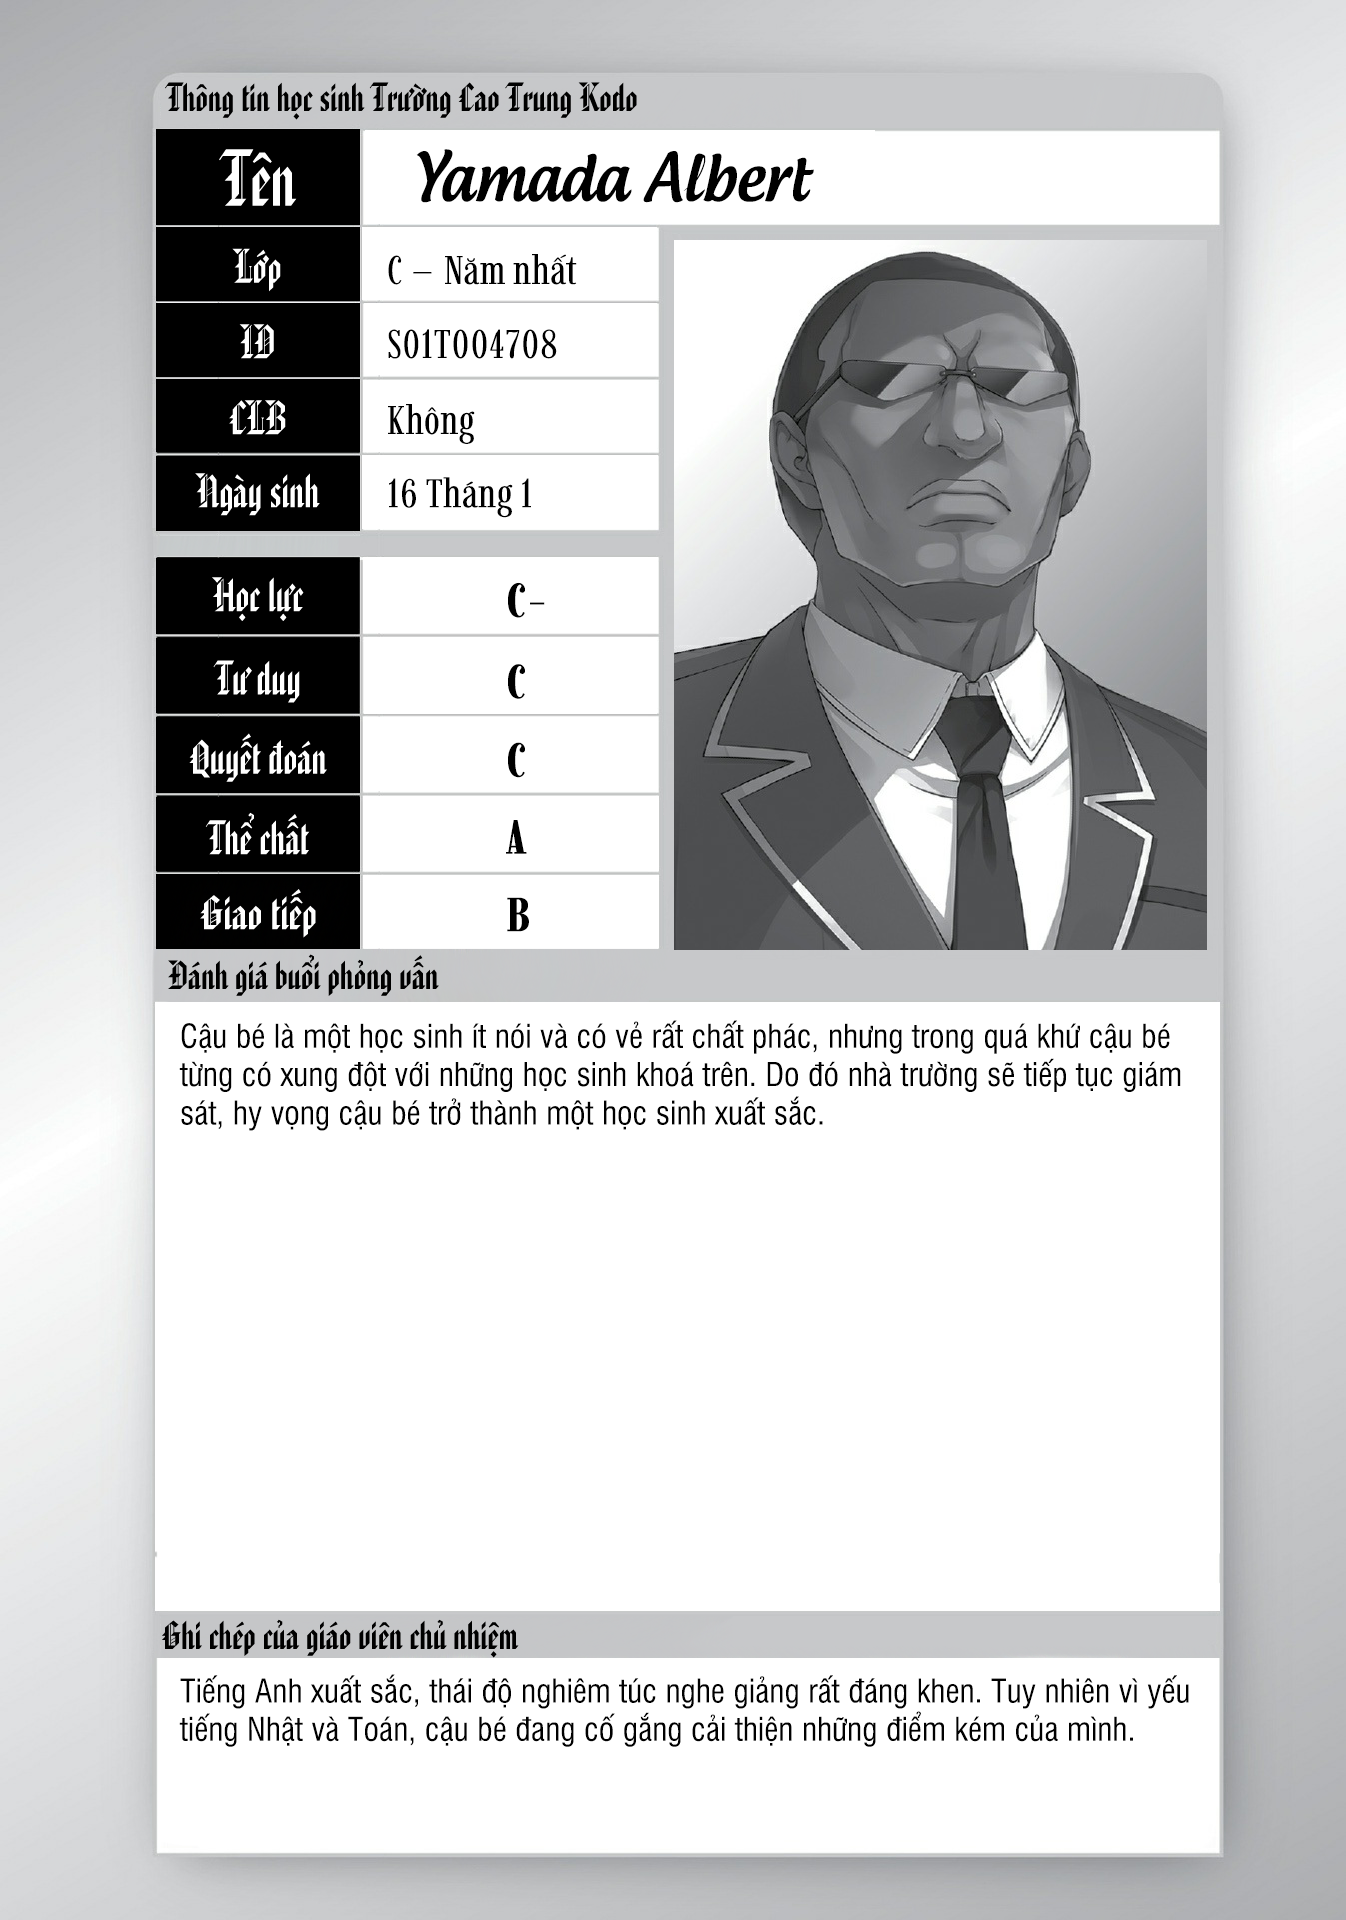 Thông tin học sinh Trường Cao Trung Kodo
Tên Yamada Albert
Lớp C – Năm nhất
ID S01T004708
CLB Không
Ngày sinh 16 Tháng 1
Học lực C-
Tư duy C
Quyết đoán C
Thể chất A
Giao tiếp B
Đánh giá buổi phỏng vấn
Cậu bé là một học sinh ít nói và có vẻ rất chất phác, nhưng trong quá khứ cậu bé
từng có xung đột với những học sinh khoá trên. Do đó nhà trường sẽ tiếp tục giám
sát, hy vọng cậu bé trở thành một học sinh xuất sắc.
Ghi chép của giáo viên chủ nhiệm
Tiếng Anh xuất sắc, thái độ nghiêm túc nghe giảng rất đáng khen. Tuy nhiên vì yếu
tiếng Nhật và Toán, cậu bé đang cố gắng cải thiện những điểm kém của mình.